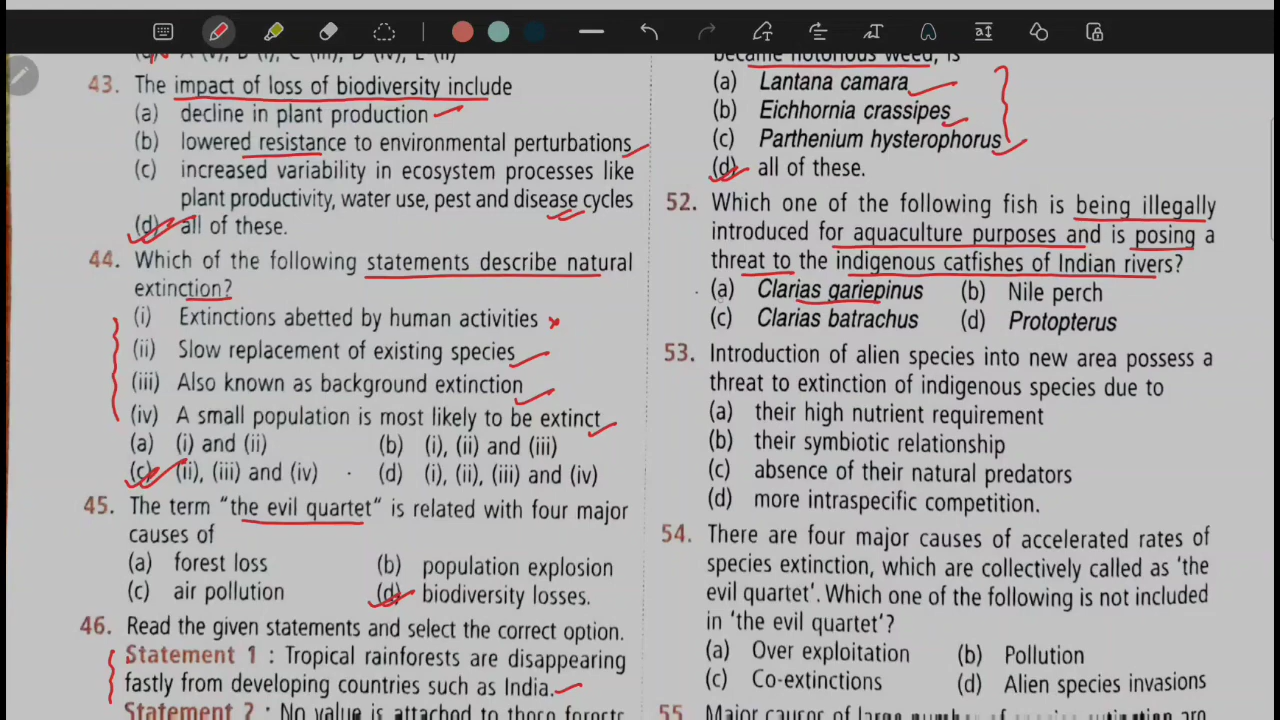 (c) A-(v), B-(i), C-(iii), D-(iv), E-(ii)
43. The impact of loss of biodiversity include
(a) decline in plant production
(b) lowered resistance to environmental perturbations
(c) increased variability in ecosystem processes like
plant productivity, water use, pest and disease cycles
(d) all of these.
44. Which of the following statements describe natural
extinction?
(i) Extinctions abetted by human activities
(ii) Slow replacement of existing species
(iii) Also known as background extinction
(iv) A small population is most likely to be extinct
(a) (i) and (ii) (b) (i), (ii) and (iii)
(c) (ii), (iii) and (iv) (d) (i), (ii), (iii) and (iv)
45. The term “the evil quartet“ is related with four major
causes of
(a) forest loss (b) population explosion
(c) air pollution (d) biodiversity losses.
46. Read the given statements and select the correct option.
Statement 1 : Tropical rainforests are disappearing
fastly from developing countries such as India.
Statement 2 : No value is attached to these forests
became notorious weed, is
(a) Lantana camara
(b) Eichhornia crassipes
(c) Parthenium hysterophorus
(d) all of these.
52. Which one of the following fish is being illegally
introduced for aquaculture purposes and is posing a
threat to the indigenous catfishes of Indian rivers?
(a) Clarias gariepinus (b) Nile perch
(c) Clarias batrachus (d) Protopterus
53. Introduction of alien species into new area possess a
threat to extinction of indigenous species due to
(a) their high nutrient requirement
(b) their symbiotic relationship
(c) absence of their natural predators
(d) more intraspecific competition.
54. There are four major causes of accelerated rates of
species extinction, which are collectively called as ‘the
evil quartet’. Which one of the following is not included
in ‘the evil quartet’?
(a) Over exploitation (b) Pollution
(c) Co-extinctions (d) Alien species invasions
55. Major causes of large number of species extinction are